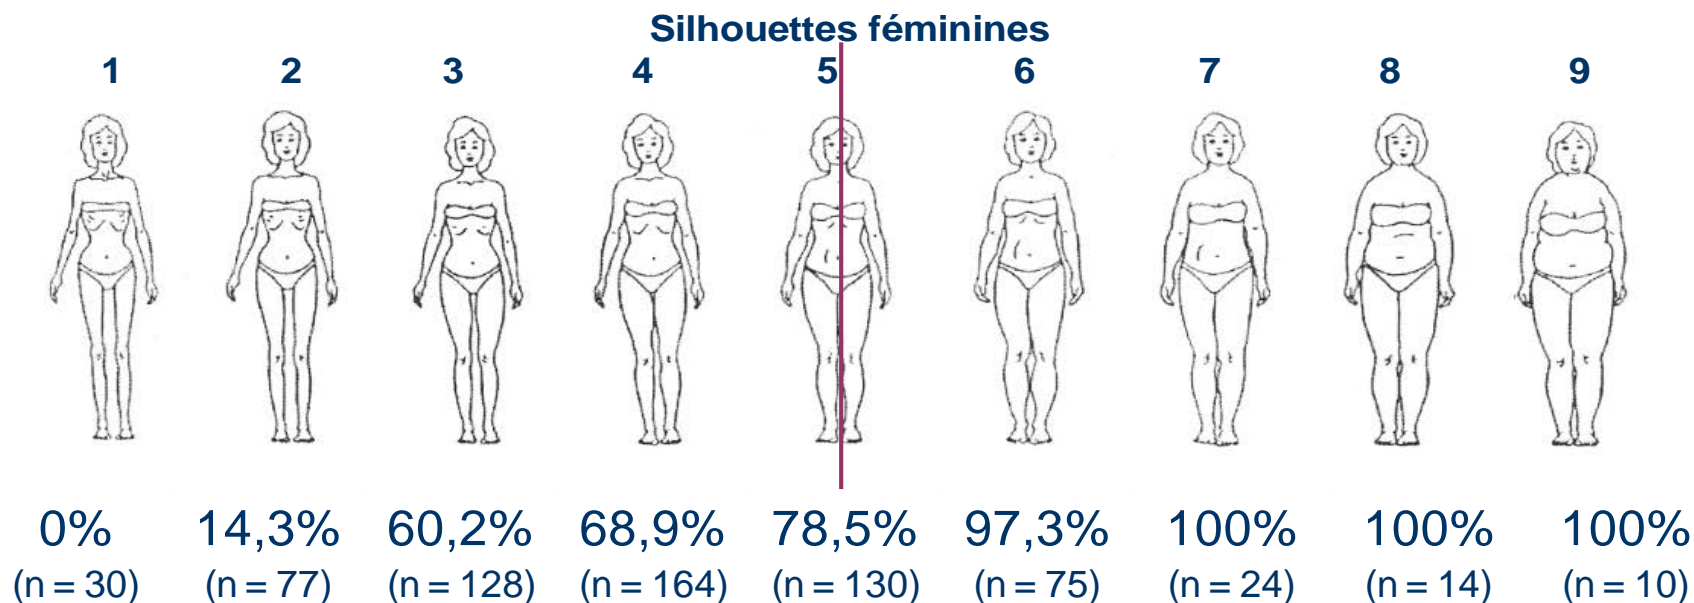 Silhouettes féminines
1 2 3 4 5 6 7 8 9
0% 14,3% 60,2% 68,9% 78,5% 97,3% 100% 100% 100%
(n = 30) (n = 77) (n = 128) (n = 164) (n = 130) (n = 75) (n = 24) (n = 14) (n = 10)